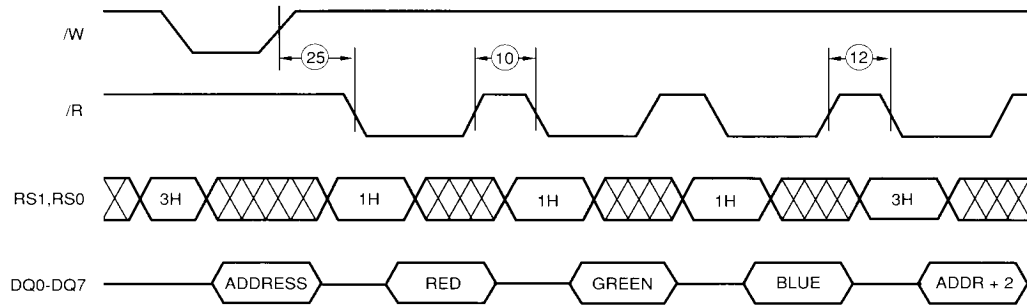 /W
25
10
12
/R
RS1,RS0
3H
1H
1H
1H
3H
DQ0-DQ7
ADDRESS
RED
GREEN
BLUE
ADDR + 2